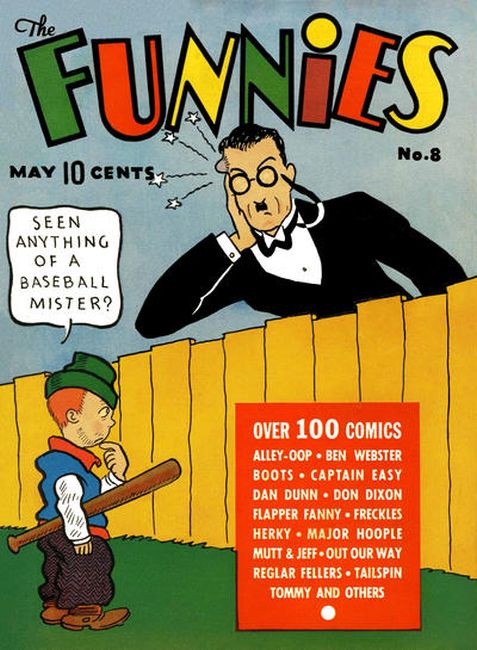 The
FUNNiES
MAY 10 CENTS
No. 8
SEEN
ANYTHING
OF A
BASEBALL
MISTER?
OVER 100 COMICS
ALLEY-OOP • BEN WEBSTER
BOOTS • CAPTAIN EASY
DAN DUNN • DON DIXON
FLAPPER FANNY • FRECKLES
HERKY • MAJOR HOOPLE
MUTT & JEFF • OUT OUR WAY
REGLAR FELLERS • TAILSPIN
TOMMY AND OTHERS